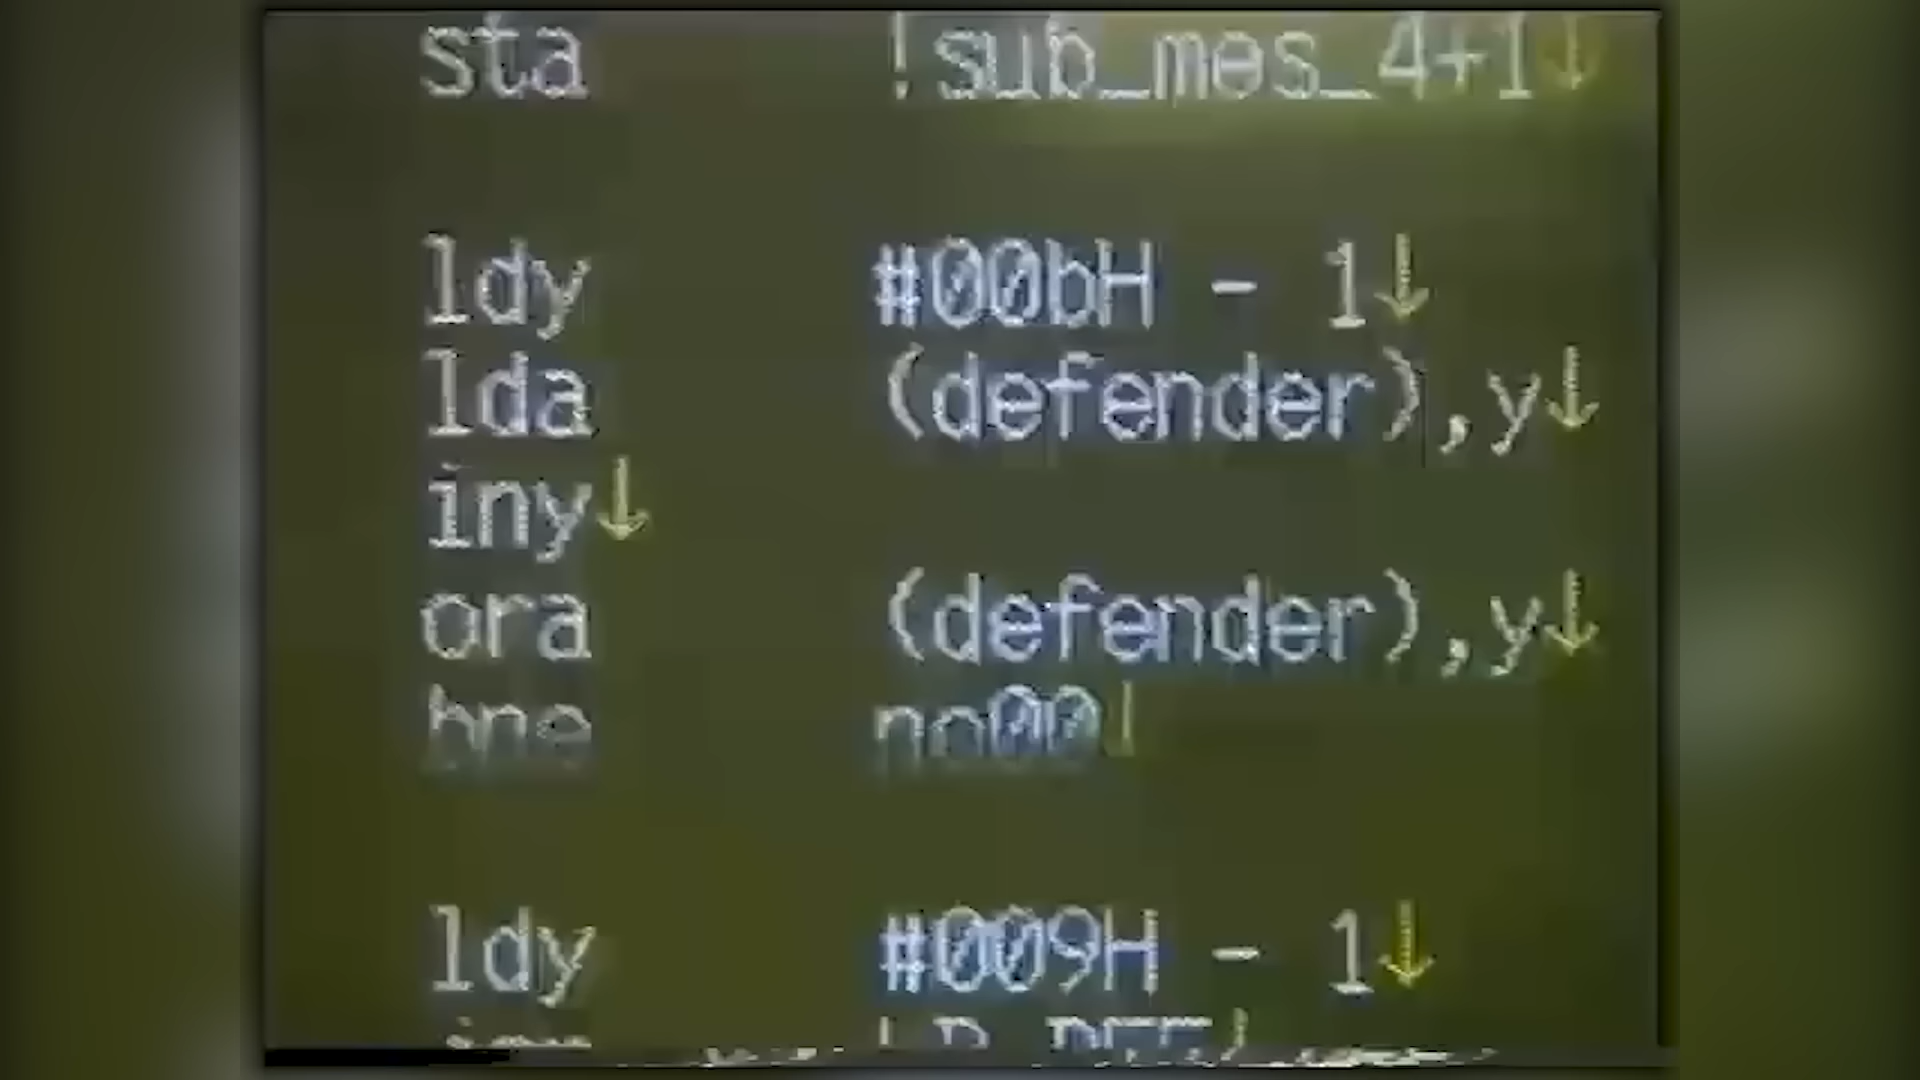 sta !sub_mes_4+1↓
ldy #00bH - 1↓
lda (defender),y↓
iny↓
ora (defender),y↓
bne no00↓
ldy #009H - 1↓